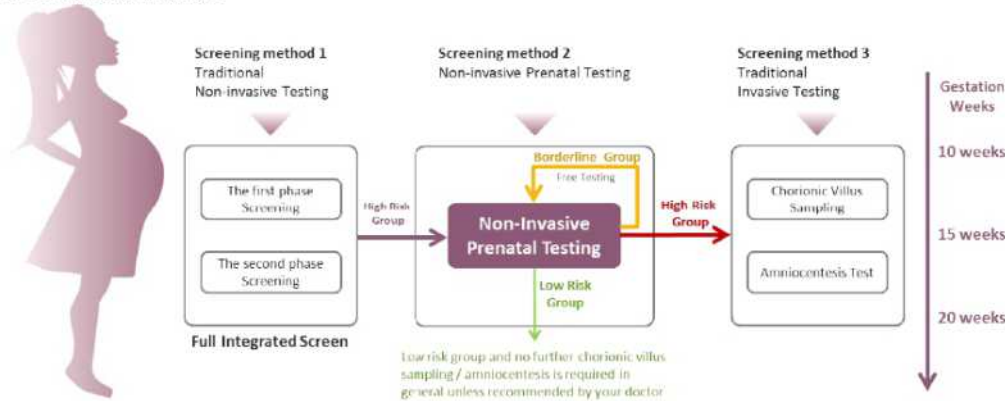 Screening method 1
Traditional
Non-invasive Testing
Screening method 2
Non-invasive Prenatal Testing
Screening method 3
Traditional
Invasive Testing
Gestation
Weeks
10 weeks
15 weeks
20 weeks
The first phase
Screening
The second phase
Screening
Full Integrated Screen
High Risk
Group
Borderline Group
Free Testing
Non-Invasive
Prenatal Testing
Low Risk
Group
Low risk group and no further chorionic villus
sampling / amniocentesis is required in
general unless recommended by your doctor
High Risk
Group
Chorionic Villus
Sampling
Amniocentesis Test